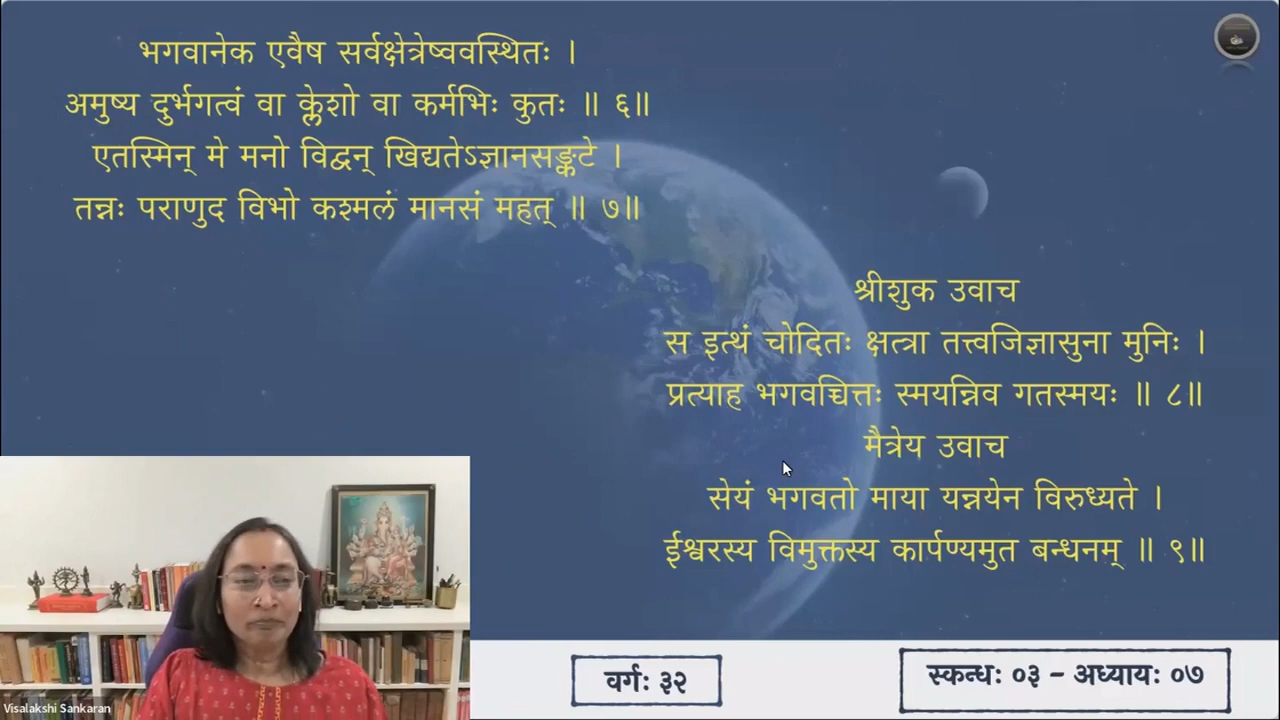 भगवानेक एवैष सर्वक्षेत्रेष्ववस्थितः ।
अमुष्य दुर्भगत्वं वा क्लेशो वा कर्मभिः कुतः ॥ ६॥
एतस्मिन् मे मनो विद्वन् खिद्यतेऽज्ञानसङ्कटे ।
तन्नः पराणुद विभो कश्मलं मानसं महत् ॥ ७॥
श्रीशुक उवाच
स इत्थं चोदितः क्षत्त्रा तत्त्वजिज्ञासुना मुनिः ।
प्रत्याह भगवच्चित्तः स्मयन्निव गतस्मयः ॥ ८॥
मैत्रेय उवाच
सेयं भगवतो माया यन्नयेन विरुध्यते ।
ईश्वरस्य विमुक्तस्य कार्पण्यमुत बन्धनम् ॥ ९॥
Visalakshi Sankaran
वर्गः ३२
स्कन्धः ०३ – अध्यायः ०७